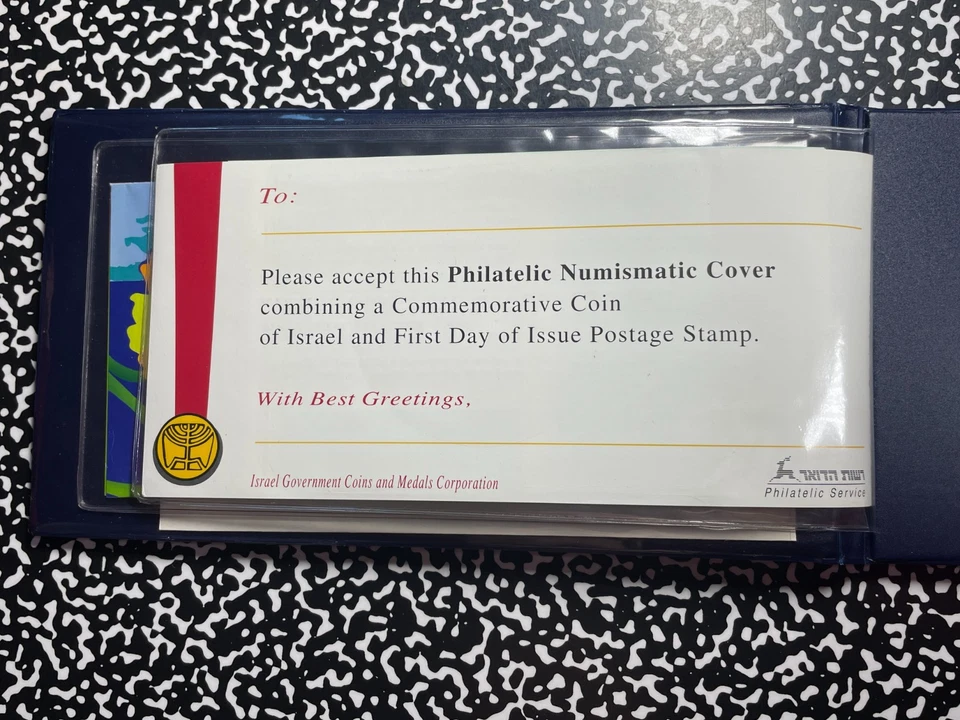 To:
Please accept this Philatelic Numismatic Cover
combining a Commemorative Coin
of Israel and First Day of Issue Postage Stamp.
With Best Greetings,
Israel Government Coins and Medals Corporation
רשות הדואר
Philatelic Service